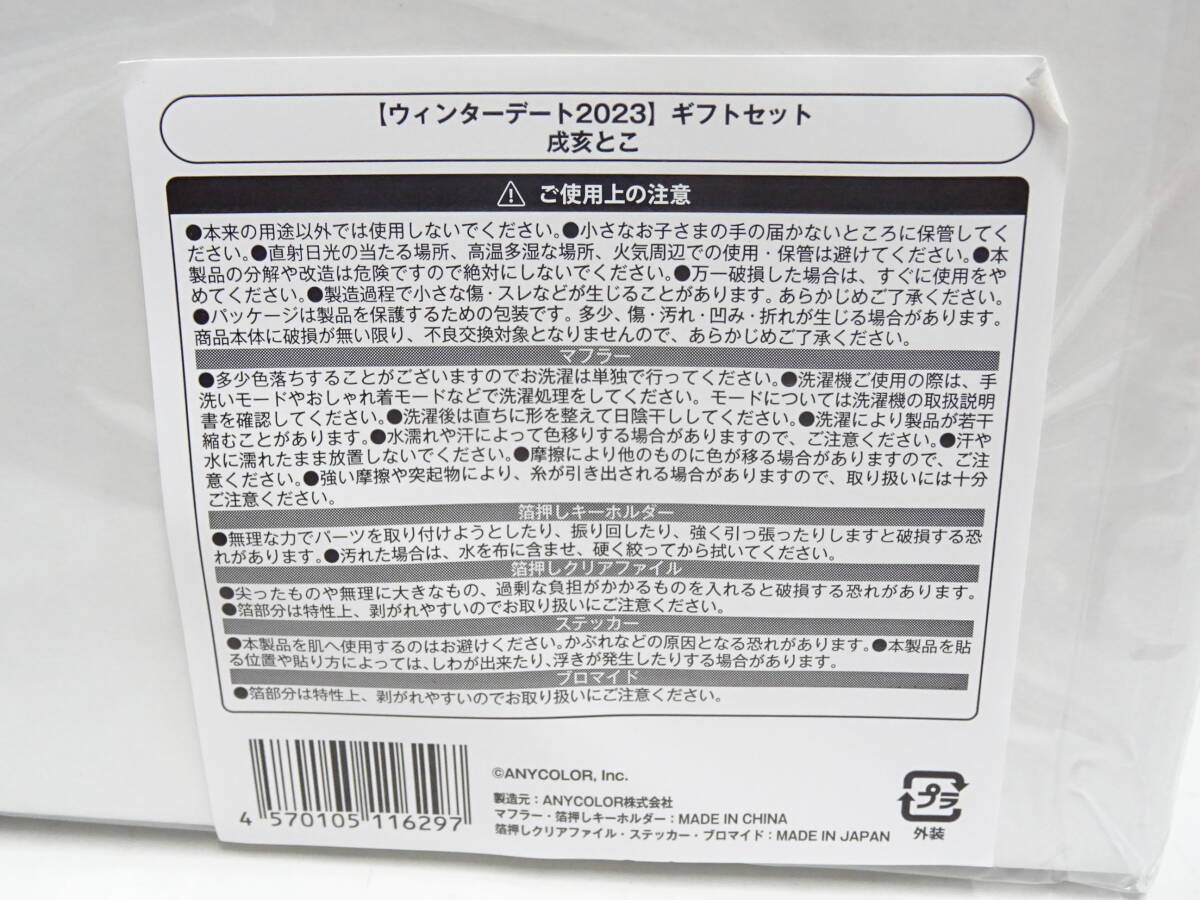 【ウィンターデート2023】ギフトセット
戌亥とこ
ご使用上の注意
●本来の用途以外では使用しないでください。●小さなお子さまの手の届かないところに保管してく
ださい。●直射日光の当たる場所、高温多湿な場所、火気周辺での使用・保管は避けてください。●本
製品の分解や改造は危険ですので絶対にしないでください。●万一破損した場合は、すぐに使用をや
めてください。●製造過程で小さな傷・スレなどが生じることがあります。あらかじめご了承ください。
●パッケージは製品を保護するための包装です。多少、傷・汚れ・凹み・折れが生じる場合があります。
商品本体に破損が無い限り、不良交換対象となりませんので、あらかじめご了承ください。
マフラー
●多少色落ちすることがございますのでお洗濯は単独で行ってください。●洗濯機ご使用の際は、手
洗いモードやおしゃれ着モードなどで洗濯処理をしてください。モードについては洗濯機の取扱説明
書を確認してください。●洗濯後は直ちに形を整えて日陰干ししてください。●洗濯により製品が若干
縮むことがあります。●水濡れや汗によって色移りする場合がありますので、ご注意ください。●汗や
水に濡れたまま放置しないでください。●摩擦により他のものに色が移る場合がありますので、ご注
意ください。●強い摩擦や突起物により、糸が引き出される場合がありますので、取り扱いには十分
ご注意ください。
箔押しキーホルダー
●無理な力でパーツを取り付けようとしたり、振り回したり、強く引っ張ったりしますと破損する恐
れがあります。●汚れた場合は、水を布に含ませ、硬く絞ってから拭いてください。
箔押しクリアファイル
●尖ったものや無理に大きなもの、過剰な負担がかかるものを入れると破損する恐れがあります。
●箔部分は特性上、剥がれやすいのでお取り扱いにご注意ください。
ステッカー
●本製品を肌へ使用するのはお避けください。かぶれなどの原因となる恐れがあります。●本製品を貼
る位置や貼り方によっては、しわが出来たり、浮きが発生したりする場合があります。
ブロマイド
●箔部分は特性上、剥がれやすいのでお取り扱いにご注意ください。
4 570105 116297
©ANYCOLOR, Inc.
製造元：ANYCOLOR株式会社
マフラー・箔押しキーホルダー：MADE IN CHINA
箔押しクリアファイル・ステッカー・ブロマイド：MADE IN JAPAN
プラ
外装